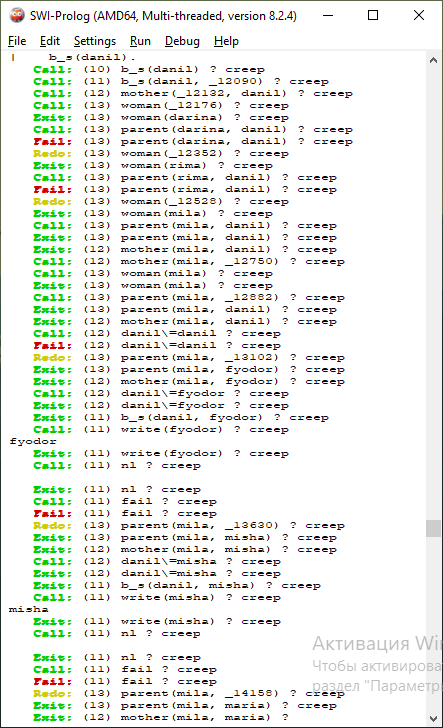 SWI-Prolog (AMD64, Multi-threaded, version 8.2.4)
File Edit Settings Run Debug Help
|    b_s(danil).
Call: (10) b_s(danil) ? creep
Call: (11) b_s(danil, _12090) ? creep
Call: (12) mother(_12132, danil) ? creep
Call: (13) woman(_12176) ? creep
Exit: (13) woman(darina) ? creep
Call: (13) parent(darina, danil) ? creep
Fail: (13) parent(darina, danil) ? creep
Redo: (13) woman(_12352) ? creep
Exit: (13) woman(rima) ? creep
Call: (13) parent(rima, danil) ? creep
Fail: (13) parent(rima, danil) ? creep
Redo: (13) woman(_12528) ? creep
Exit: (13) woman(mila) ? creep
Call: (13) parent(mila, danil) ? creep
Exit: (13) parent(mila, danil) ? creep
Exit: (12) mother(mila, danil) ? creep
Call: (12) mother(mila, _12750) ? creep
Call: (13) woman(mila) ? creep
Exit: (13) woman(mila) ? creep
Call: (13) parent(mila, _12882) ? creep
Exit: (13) parent(mila, danil) ? creep
Exit: (12) mother(mila, danil) ? creep
Call: (12) danil\=danil ? creep
Fail: (12) danil\=danil ? creep
Redo: (13) parent(mila, _13102) ? creep
Exit: (13) parent(mila, fyodor) ? creep
Exit: (12) mother(mila, fyodor) ? creep
Call: (12) danil\=fyodor ? creep
Exit: (12) danil\=fyodor ? creep
Exit: (11) b_s(danil, fyodor) ? creep
Call: (11) write(fyodor) ? creep
fyodor
Exit: (11) write(fyodor) ? creep
Call: (11) nl ? creep
Exit: (11) nl ? creep
Call: (11) fail ? creep
Fail: (11) fail ? creep
Redo: (13) parent(mila, _13630) ? creep
Exit: (13) parent(mila, misha) ? creep
Exit: (12) mother(mila, misha) ? creep
Call: (12) danil\=misha ? creep
Exit: (12) danil\=misha ? creep
Exit: (11) b_s(danil, misha) ? creep
Call: (11) write(misha) ? creep
misha
Exit: (11) write(misha) ? creep
Call: (11) nl ? creep
Exit: (11) nl ? creep
Call: (11) fail ? creep
Fail: (11) fail ? creep
Redo: (13) parent(mila, _14158) ? creep
Exit: (13) parent(mila, maria) ? creep
Exit: (12) mother(mila, maria) ?
Активация Wi
Чтобы активирова
раздел "Параметр